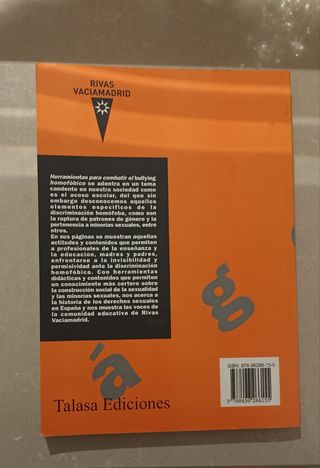 RIVAS
VACIAMADRID
Herramientas para combatir el bullying
homofóbico se adentra en un tema
candente en nuestra sociedad como
es el acoso escolar, del que sin
embargo desconocemos aquellos
elementos específicos de la
discriminación homófoba, como son
la ruptura de patrones de género y la
pertenencia a minorías sexuales, entre
otros.
En sus páginas se muestran aquellas
actitudes y contenidos que permiten
a profesionales de la enseñanza y
la educación, madres y padres,
enfrentarse a la invisibilidad y
permisividad ante la discriminación
homofóbica. Con herramientas
didácticas y contenidos que permiten
un conocimiento más certero sobre
la construcción social de la sexualidad
y las minorías sexuales, nos acerca a
la historia de los derechos sexuales
en España y nos muestra las voces de
la comunidad educativa de Rivas
Vaciamadrid.
g
á
Talasa Ediciones